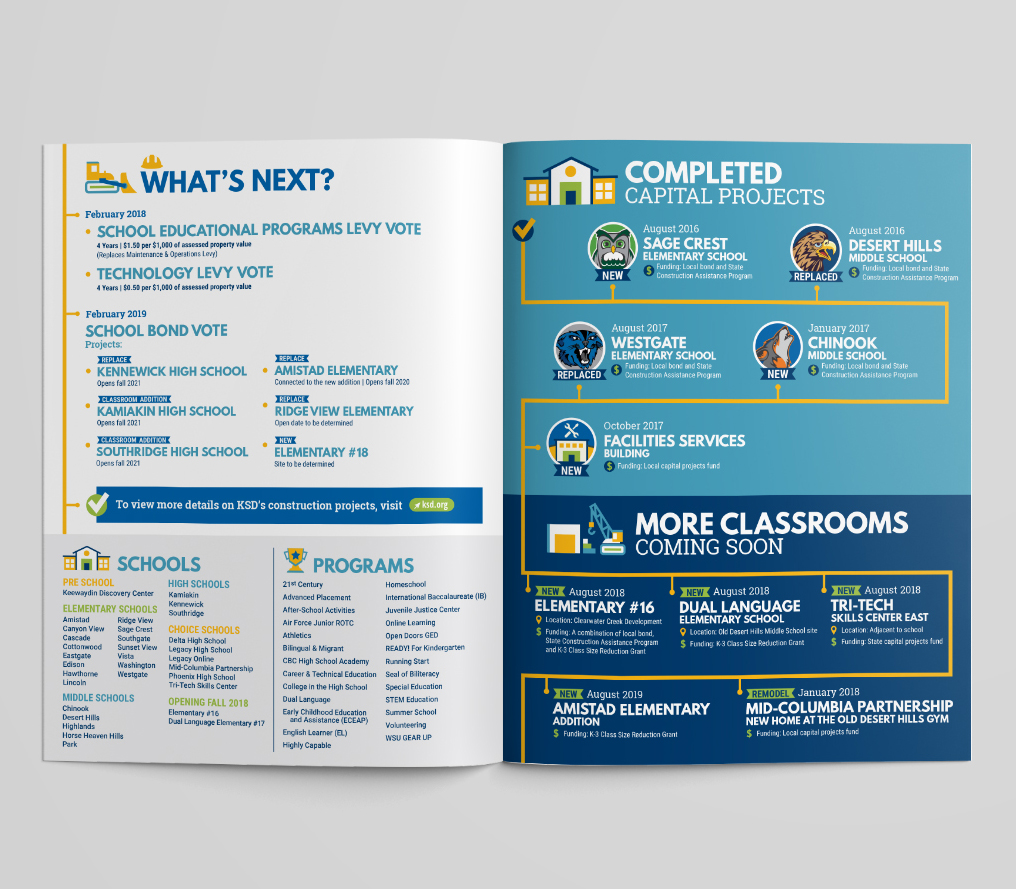 WHAT'S NEXT?
February 2018
SCHOOL EDUCATIONAL PROGRAMS LEVY VOTE
4 Years | $1.50 per $1,000 of assessed property value
(Replaces Maintenance & Operations Levy)
TECHNOLOGY LEVY VOTE
4 Years | $0.50 per $1,000 of assessed property value
February 2019
SCHOOL BOND VOTE
Projects:
REPLACE
KENNEWICK HIGH SCHOOL
Opens fall 2021
CLASSROOM ADDITION
KAMIAKIN HIGH SCHOOL
Opens fall 2021
CLASSROOM ADDITION
SOUTHRIDGE HIGH SCHOOL
Opens fall 2021
REPLACE
AMISTAD ELEMENTARY
Connected to the new addition | Opens fall 2020
REPLACE
RIDGE VIEW ELEMENTARY
Open date to be determined
NEW
ELEMENTARY #18
Site to be determined
To view more details on KSD's construction projects, visit ksd.org
SCHOOLS
PRE SCHOOL
Keewaydin Discovery Center
ELEMENTARY SCHOOLS
Amistad
Canyon View
Cascade
Cottonwood
Eastgate
Edison
Hawthorne
Lincoln
Ridge View
Sage Crest
Southgate
Sunset View
Vista
Washington
Westgate
MIDDLE SCHOOLS
Chinook
Desert Hills
Highlands
Horse Heaven Hills
Park
HIGH SCHOOLS
Kamiakin
Kennewick
Southridge
CHOICE SCHOOLS
Delta High School
Legacy High School
Legacy Online
Mid-Columbia Partnership
Phoenix High School
Tri-Tech Skills Center
OPENING FALL 2018
Elementary #16
Dual Language Elementary #17
PROGRAMS
21st Century
Advanced Placement
After-School Activities
Air Force Junior ROTC
Athletics
Bilingual & Migrant
CBC High School Academy
Career & Technical Education
College in the High School
Dual Language
Early Childhood Education
and Assistance (ECEAP)
English Learner (EL)
Highly Capable
Homeschool
International Baccalaureate (IB)
Juvenile Justice Center
Online Learning
Open Doors GED
READY! For Kindergarten
Running Start
Seal of Biliteracy
Special Education
STEM Education
Summer School
Volunteering
WSU GEAR UP
COMPLETED
CAPITAL PROJECTS
NEW
August 2016
SAGE CREST
ELEMENTARY SCHOOL
$ Funding: Local bond and State
Construction Assistance Program
REPLACED
August 2016
DESERT HILLS
MIDDLE SCHOOL
$ Funding: Local bond and State
Construction Assistance Program
REPLACED
August 2017
WESTGATE
ELEMENTARY SCHOOL
$ Funding: Local bond and State
Construction Assistance Program
NEW
January 2017
CHINOOK
MIDDLE SCHOOL
$ Funding: Local bond and State
Construction Assistance Program
NEW
October 2017
FACILITIES SERVICES
BUILDING
$ Funding: Local capital projects fund
MORE CLASSROOMS
COMING SOON
NEW August 2018
ELEMENTARY #16
Location: Clearwater Creek Development
$ Funding: A combination of local bond,
State Construction Assistance Program
and K-3 Class Size Reduction Grant
NEW August 2018
DUAL LANGUAGE
ELEMENTARY SCHOOL
Location: Old Desert Hills Middle School site
$ Funding: K-3 Class Size Reduction Grant
NEW August 2018
TRI-TECH
SKILLS CENTER EAST
Location: Adjacent to school
$ Funding: State capital projects fund
NEW August 2019
AMISTAD ELEMENTARY
ADDITION
$ Funding: K-3 Class Size Reduction Grant
REMODEL January 2018
MID-COLUMBIA PARTNERSHIP
NEW HOME AT THE OLD DESERT HILLS GYM
$ Funding: Local capital projects fund